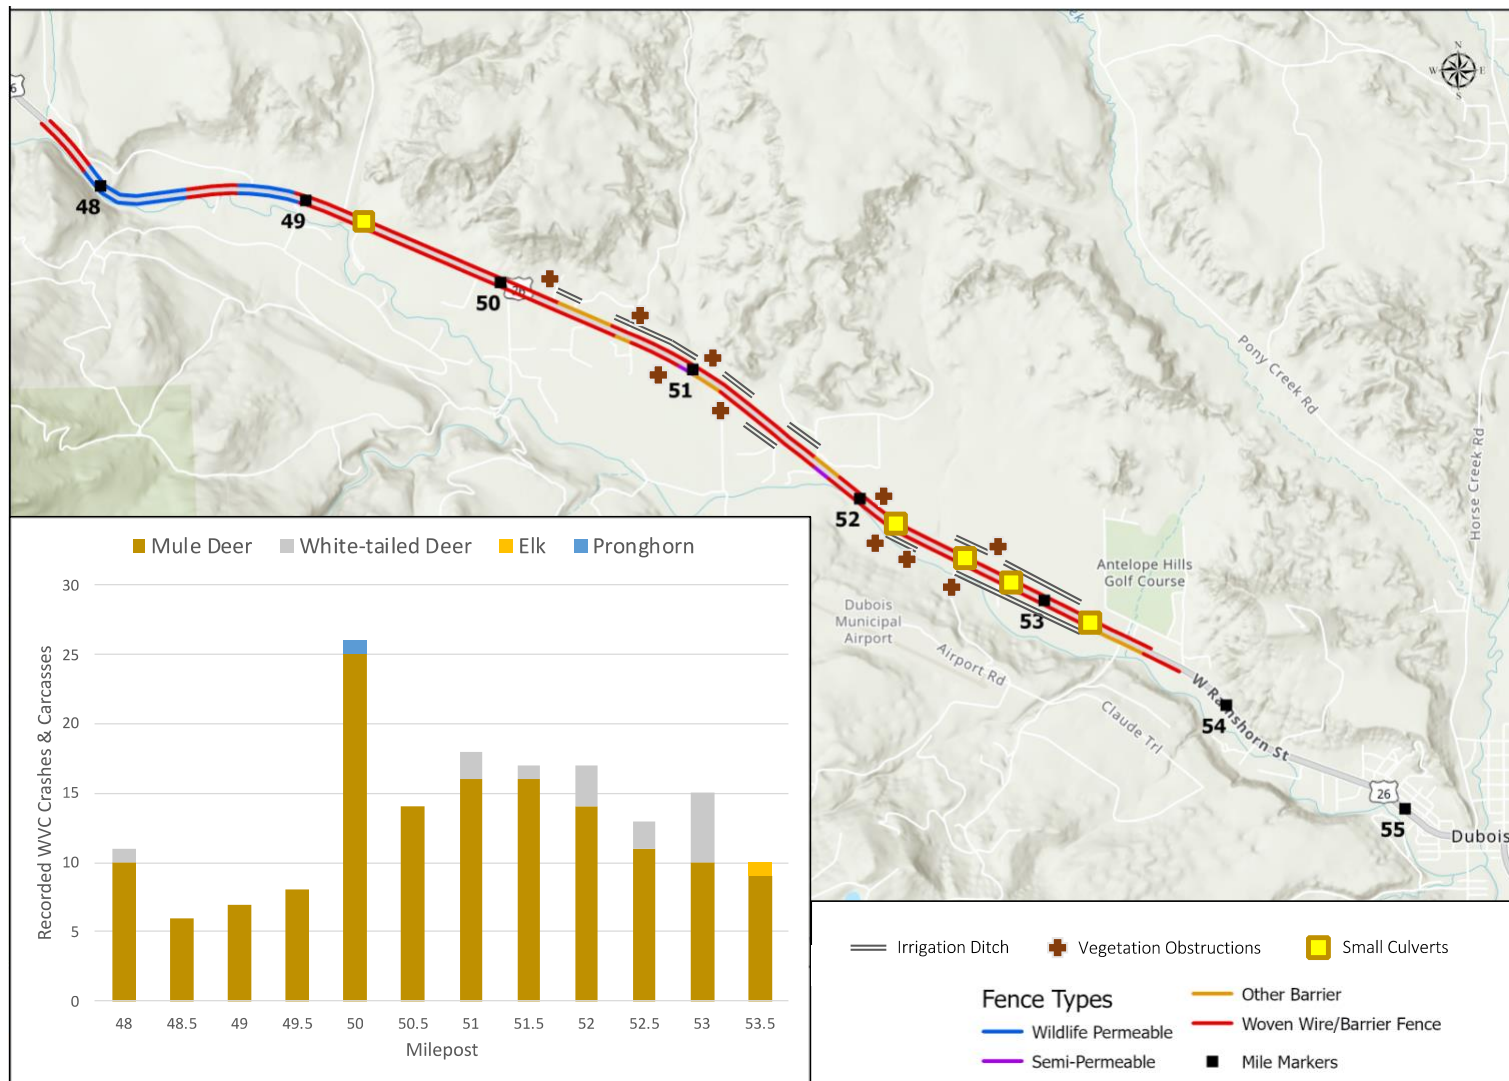 Creek
N
W E
S
6
48
49
50
26
51
52
53
54
55
26
Pony Creek Rd
Horse Creek Rd
Antelope Hills
Golf Course
Dubois
Municipal
Airport
Airport Rd
Claude Trl
W Ramshorn St
Dubois
Mule Deer White-tailed Deer Elk Pronghorn
Recorded WVC Crashes & Carcasses
30
25
20
15
10
5
0
48 48.5 49 49.5 50 50.5 51 51.5 52 52.5 53 53.5
Milepost
Irrigation Ditch Vegetation Obstructions Small Culverts
Fence Types
Other Barrier
Wildlife Permeable
Woven Wire/Barrier Fence
Semi-Permeable
Mile Markers